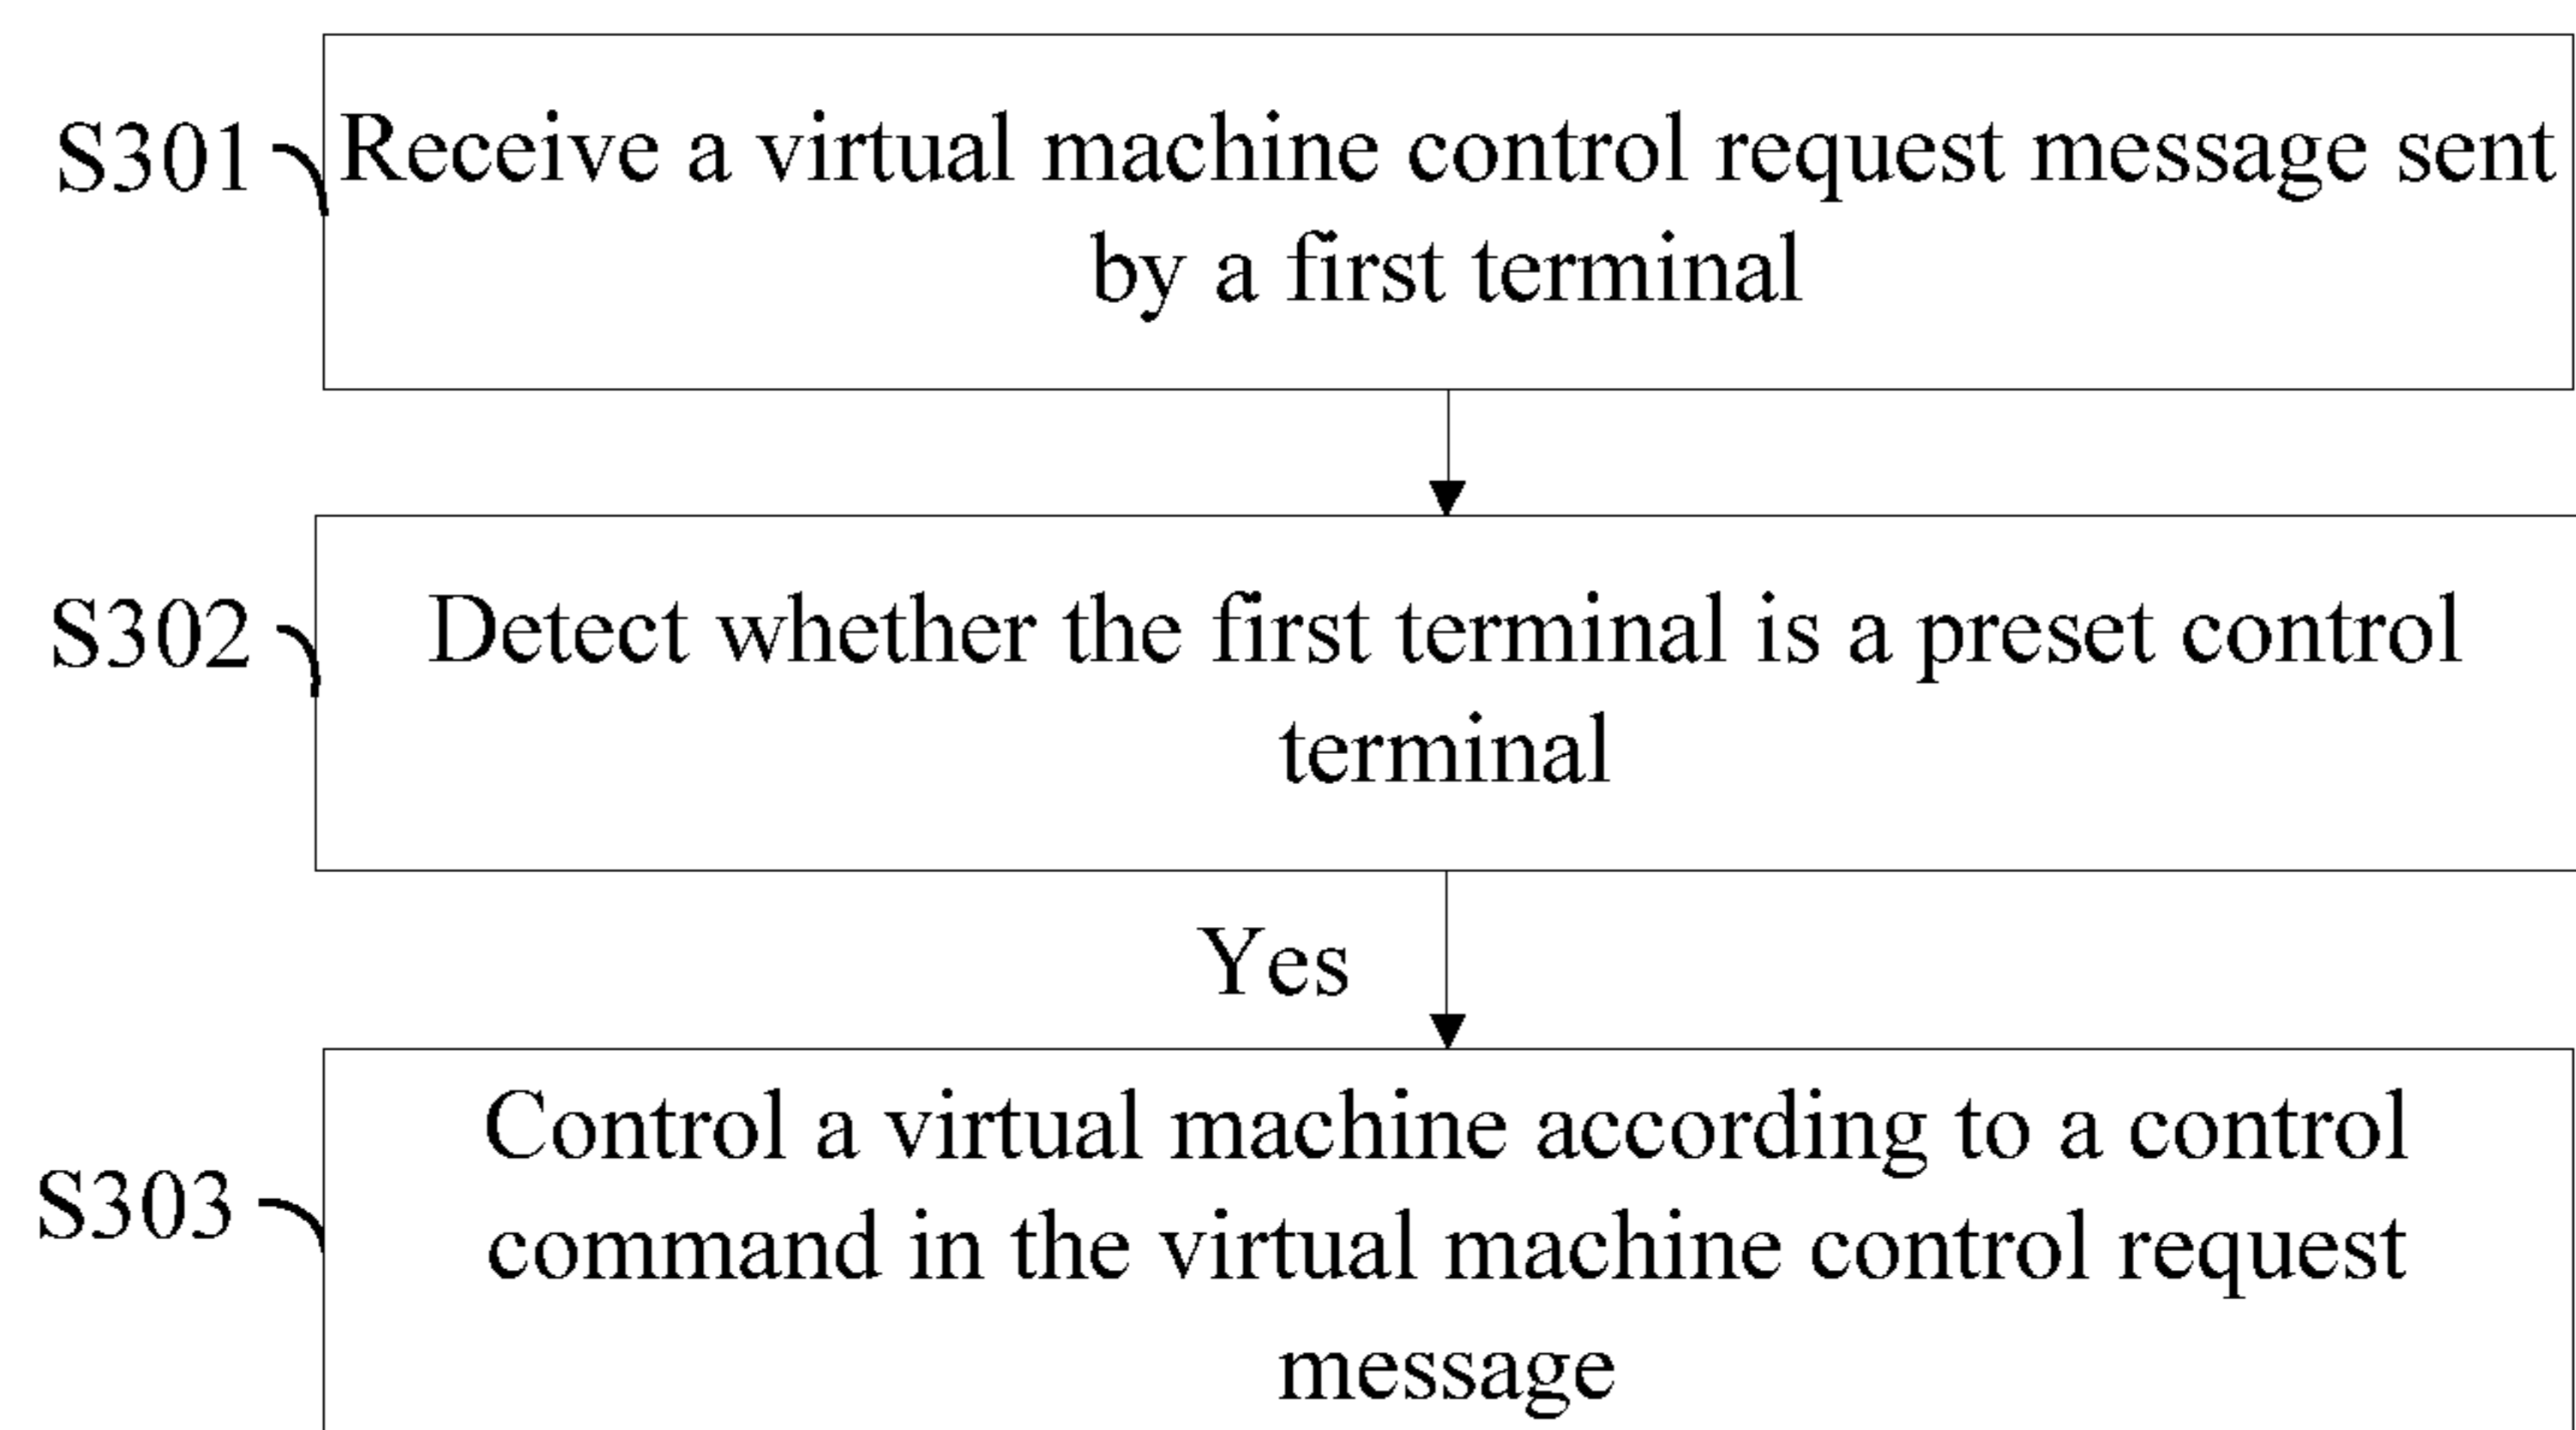 S301
Receive a virtual machine control request message sent
by a first terminal
S302
Detect whether the first terminal is a preset control
terminal
Yes
S303
Control a virtual machine according to a control
command in the virtual machine control request
message